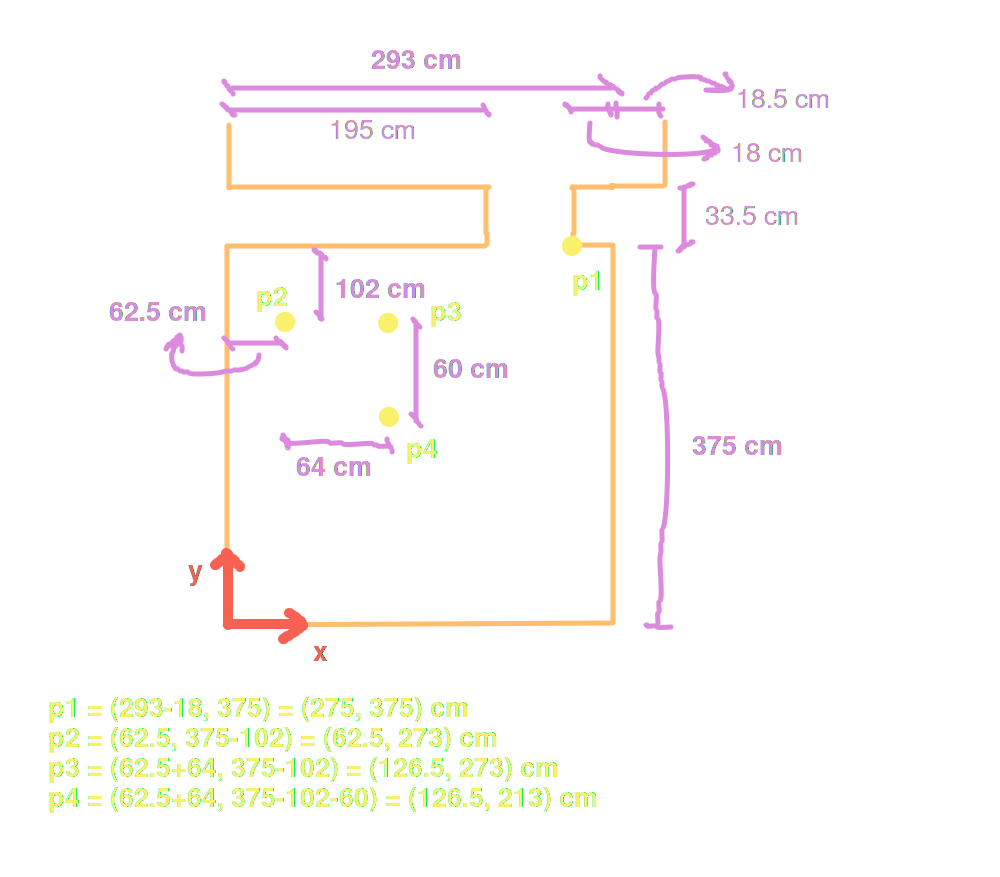 293 cm
18.5 cm
195 cm
18 cm
33.5 cm
p1
102 cm
p2
62.5 cm
p3
60 cm
375 cm
p4
64 cm
y
x
p1 = (293-18, 375) = (275, 375) cm
p2 = (62.5, 375-102) = (62.5, 273) cm
p3 = (62.5+64, 375-102) = (126.5, 273) cm
p4 = (62.5+64, 375-102-60) = (126.5, 213) cm